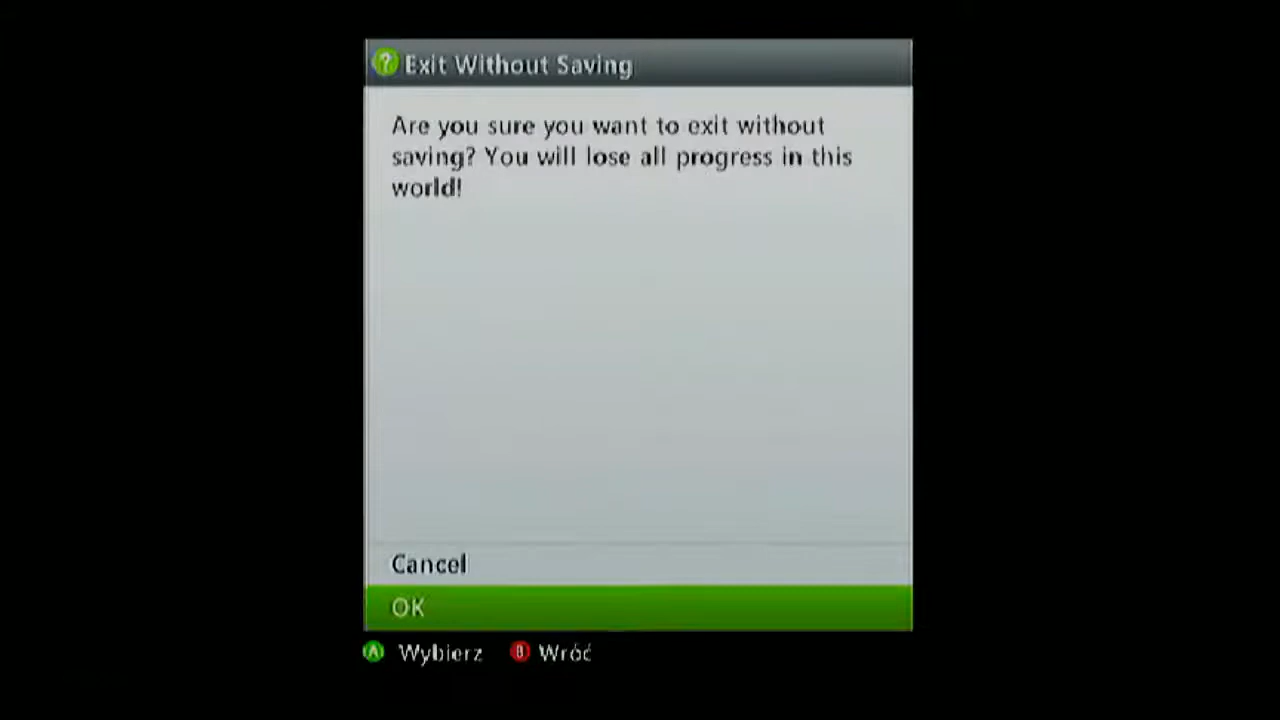 ? Exit Without Saving
Are you sure you want to exit without
saving? You will lose all progress in this
world!
Cancel
OK
A Wybierz B Wróć